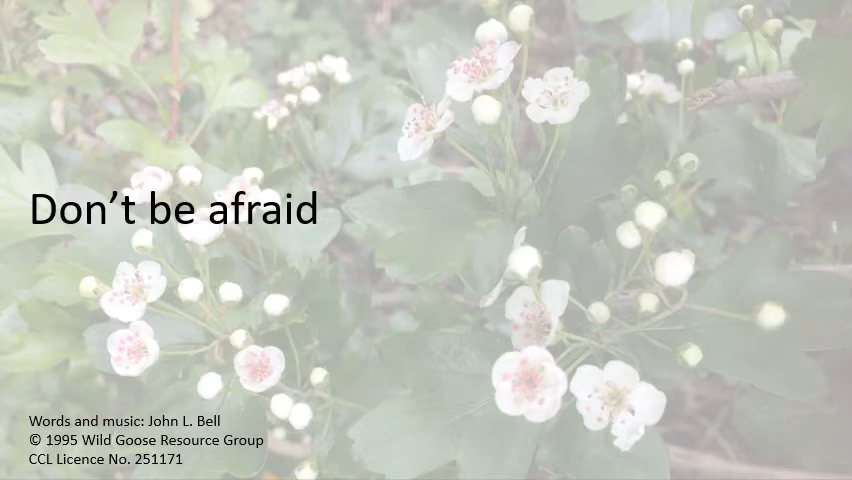 Don’t be afraid
Words and music: John L. Bell
© 1995 Wild Goose Resource Group
CCL Licence No. 251171